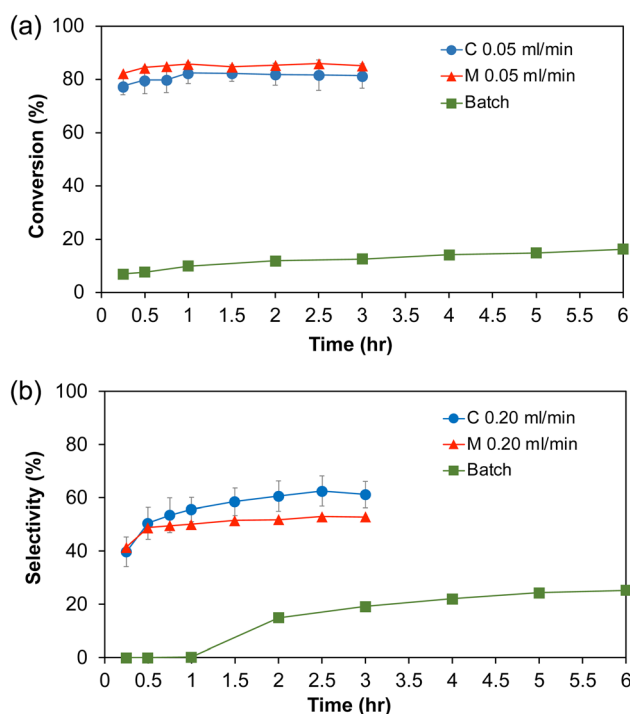 (a)
100
80
60
40
20
0
Conversion (%)
C 0.05 ml/min
M 0.05 ml/min
Batch
0 0.5 1 1.5 2 2.5 3 3.5 4 4.5 5 5.5 6
Time (hr)
(b)
100
80
60
40
20
0
Selectivity (%)
C 0.20 ml/min
M 0.20 ml/min
Batch
0 0.5 1 1.5 2 2.5 3 3.5 4 4.5 5 5.5 6
Time (hr)